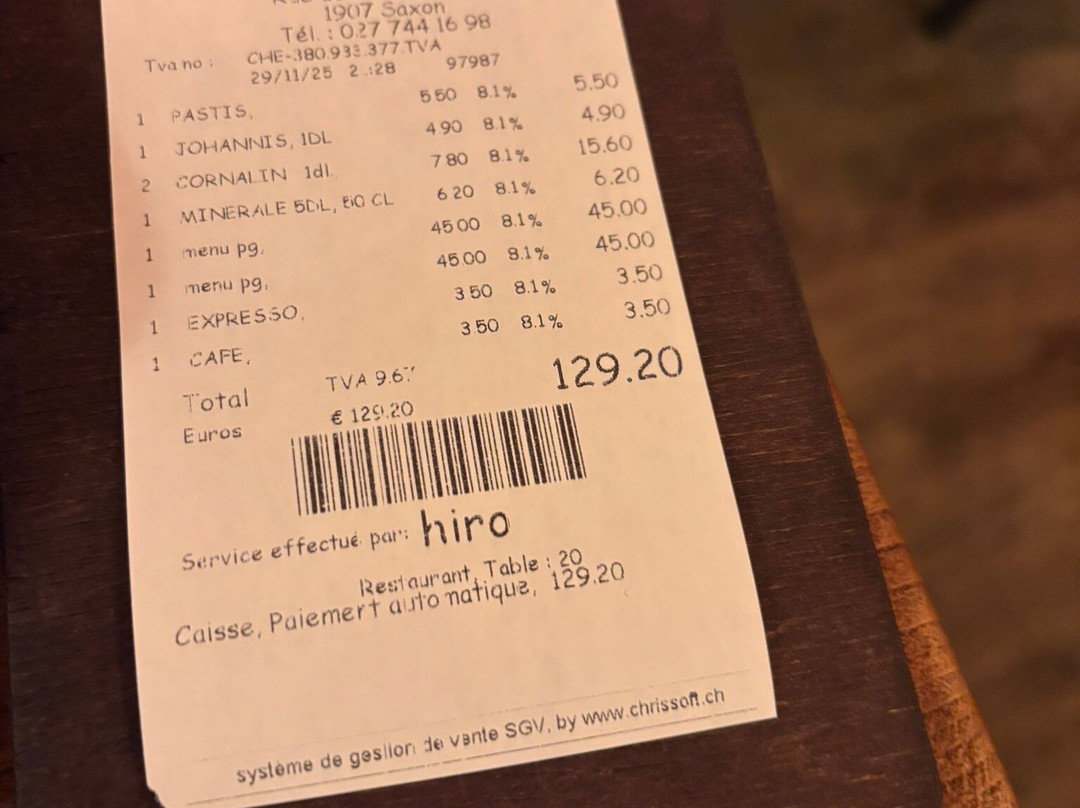 1907 Saxon
Tél. : 027 744 16 98
Tva no : CHE-380.933.377.TVA
29/11/25 97987
1 PASTIS, 5.50 8.1% 5.50
1 JOHANNIS, 1DL 4.90 8.1% 4.90
2 CORNALIN 1dl, 7.80 8.1% 15.60
1 MINERALE 5DL, CL 6.20 8.1% 6.20
1 menu pg, 45.00 8.1% 45.00
1 menu pg, 45.00 8.1% 45.00
1 EXPRESSO, 3.50 8.1% 3.50
1 CAFE, 3.50 8.1% 3.50
Total TVA 9.67 129.20
Euros € 129.20
Service effectué par: hiro
Restaurant, Table : 20
Caisse, Paiement automatique, 129.20
système de gestion de vente SGV, by www.chrissoft.ch